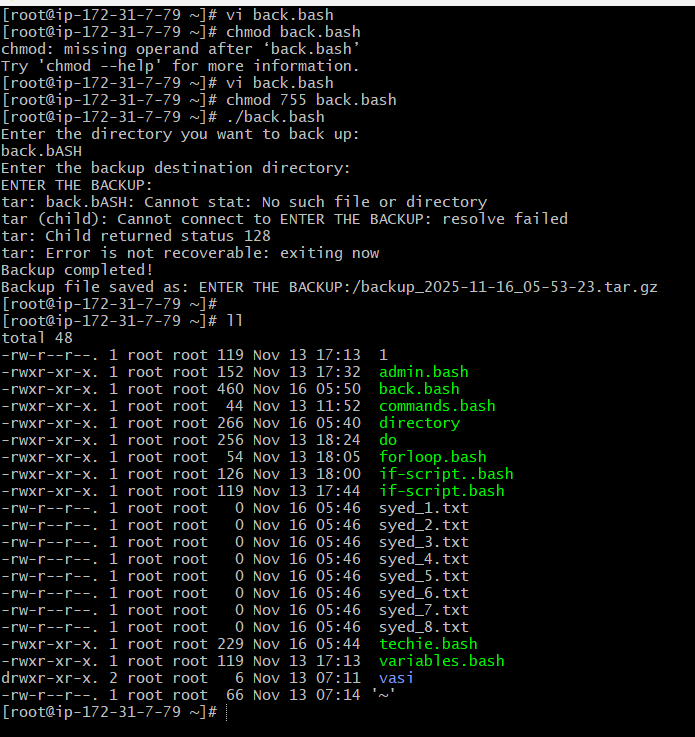 [root@ip-172-31-7-79 ~]# vi back.bash
[root@ip-172-31-7-79 ~]# chmod back.bash
chmod: missing operand after ‘back.bash’
Try 'chmod --help' for more information.
[root@ip-172-31-7-79 ~]# vi back.bash
[root@ip-172-31-7-79 ~]# chmod 755 back.bash
[root@ip-172-31-7-79 ~]# ./back.bash
Enter the directory you want to back up:
back.bASH
Enter the backup destination directory:
ENTER THE BACKUP:
tar: back.bASH: Cannot stat: No such file or directory
tar (child): Cannot connect to ENTER THE BACKUP: resolve failed
tar: Child returned status 128
tar: Error is not recoverable: exiting now
Backup completed!
Backup file saved as: ENTER THE BACKUP:/backup_2025-11-16_05-53-23.tar.gz
[root@ip-172-31-7-79 ~]#
[root@ip-172-31-7-79 ~]# ll
total 48
-rw-r--r--. 1 root root 119 Nov 13 17:13  1
-rwxr-xr-x. 1 root root 152 Nov 13 17:32  admin.bash
-rwxr-xr-x. 1 root root 460 Nov 16 05:50  back.bash
-rwxr-xr-x. 1 root root  44 Nov 13 11:52  commands.bash
-rwxr-xr-x. 1 root root 266 Nov 16 05:40  directory
-rwxr-xr-x. 1 root root 256 Nov 13 18:24  do
-rwxr-xr-x. 1 root root  54 Nov 13 18:05  forloop.bash
-rwxr-xr-x. 1 root root 126 Nov 13 18:00  if-script..bash
-rwxr-xr-x. 1 root root 119 Nov 13 17:44  if-script.bash
-rw-r--r--. 1 root root   0 Nov 16 05:46  syed_1.txt
-rw-r--r--. 1 root root   0 Nov 16 05:46  syed_2.txt
-rw-r--r--. 1 root root   0 Nov 16 05:46  syed_3.txt
-rw-r--r--. 1 root root   0 Nov 16 05:46  syed_4.txt
-rw-r--r--. 1 root root   0 Nov 16 05:46  syed_5.txt
-rw-r--r--. 1 root root   0 Nov 16 05:46  syed_6.txt
-rw-r--r--. 1 root root   0 Nov 16 05:46  syed_7.txt
-rw-r--r--. 1 root root   0 Nov 16 05:46  syed_8.txt
-rwxr-xr-x. 1 root root 229 Nov 16 05:44  techie.bash
-rwxr-xr-x. 1 root root 119 Nov 13 17:13  variables.bash
drwxr-xr-x. 2 root root   6 Nov 13 07:11  vasi
-rw-r--r--. 1 root root  66 Nov 13 07:14 '~'
[root@ip-172-31-7-79 ~]#